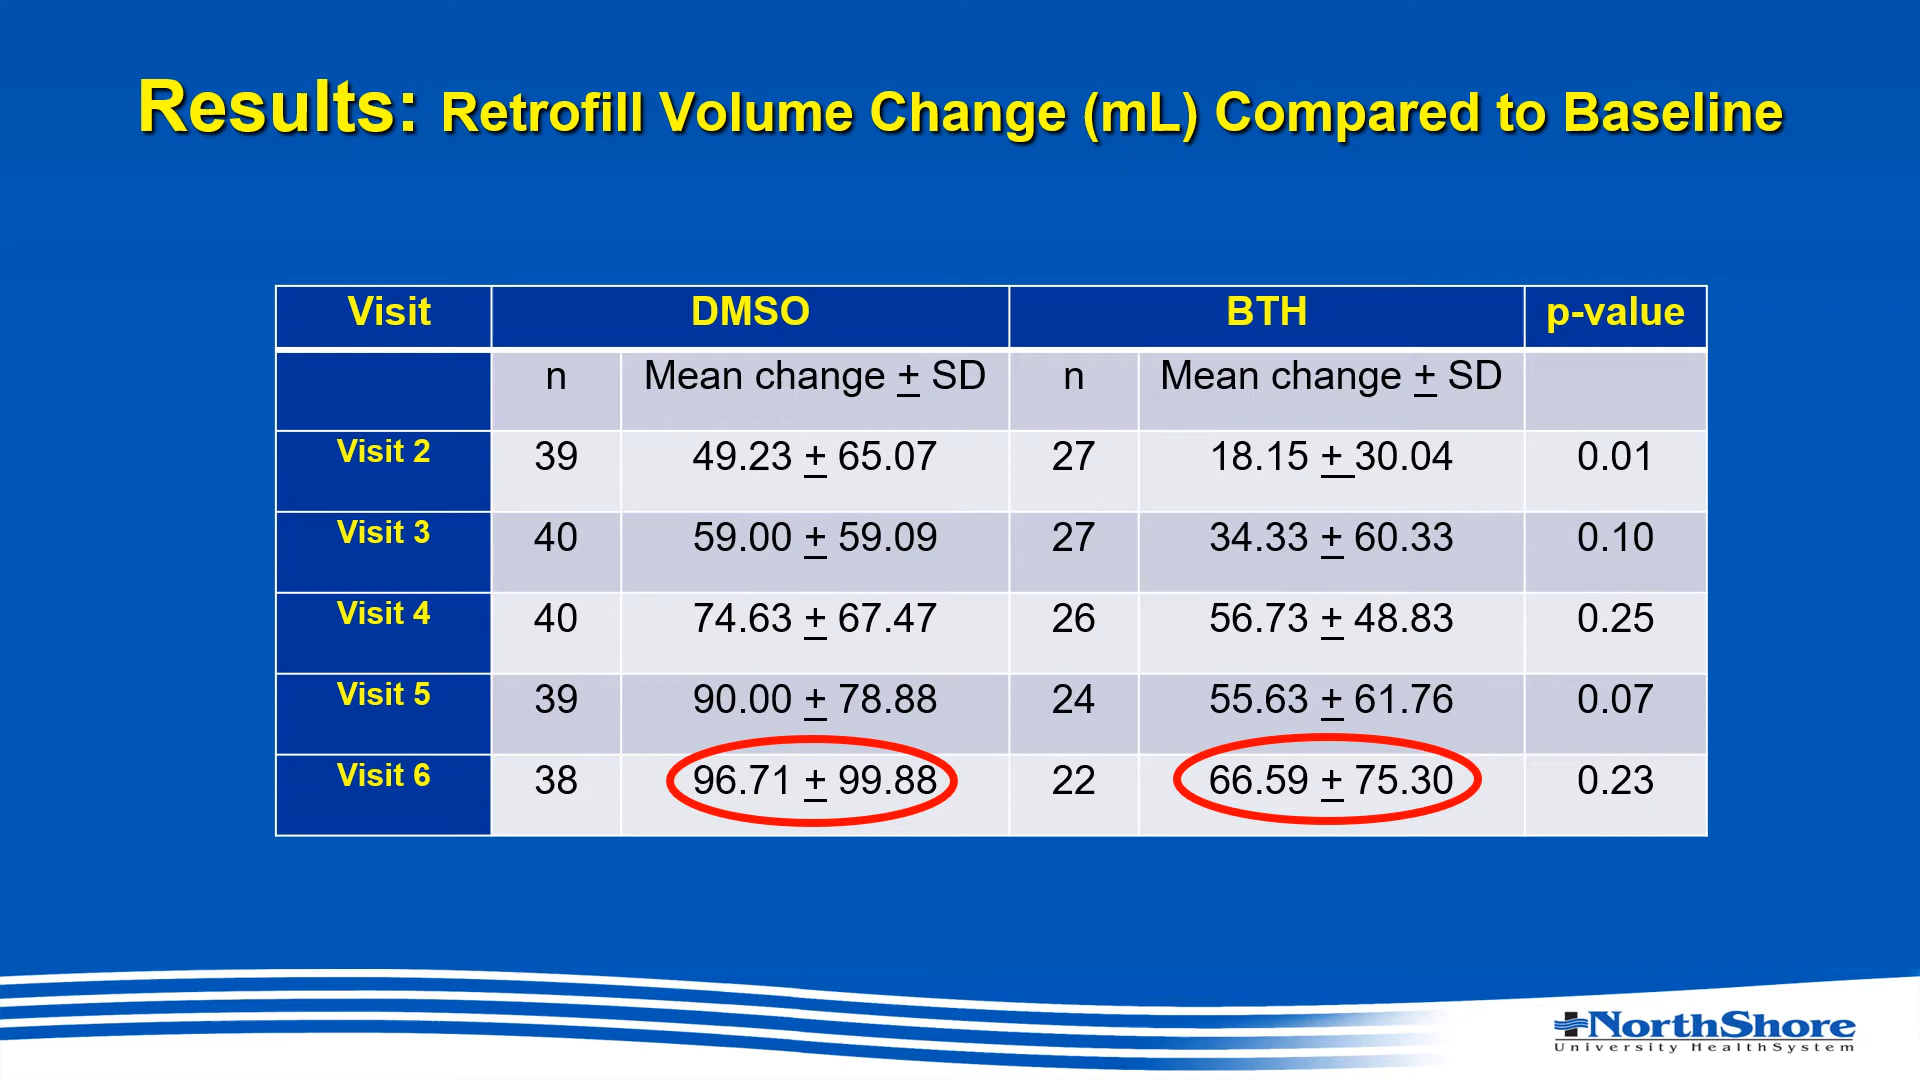 Results: Retrofill Volume Change (mL) Compared to Baseline
Visit DMSO BTH p-value
n Mean change ± SD n Mean change ± SD
Visit 2 39 49.23 ± 65.07 27 18.15 ± 30.04 0.01
Visit 3 40 59.00 ± 59.09 27 34.33 ± 60.33 0.10
Visit 4 40 74.63 ± 67.47 26 56.73 ± 48.83 0.25
Visit 5 39 90.00 ± 78.88 24 55.63 ± 61.76 0.07
Visit 6 38 96.71 ± 99.88 22 66.59 ± 75.30 0.23
NorthShore
University HealthSystem